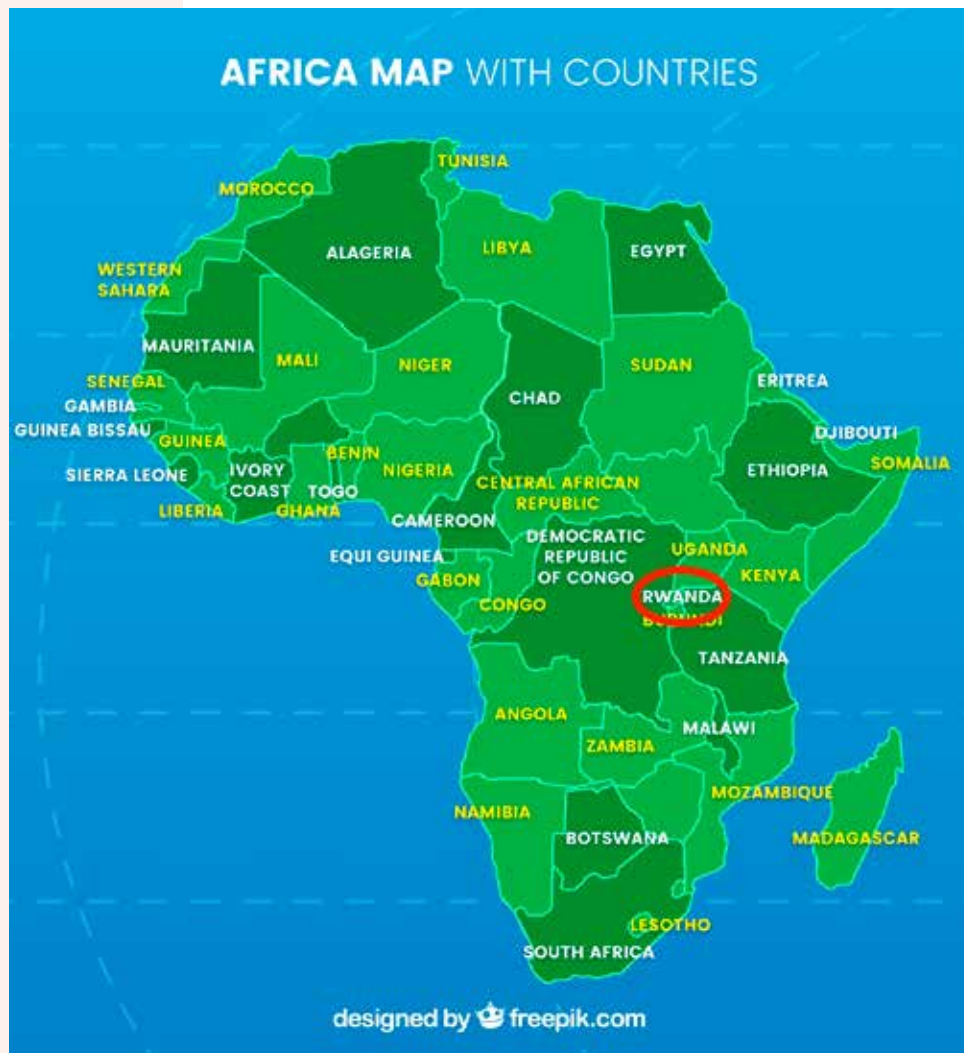 AFRICA MAP WITH COUNTRIES
TUNISIA
MOROCCO
ALAGERIA
LIBYA
EGYPT
WESTERN
SAHARA
MAURITANIA
MALI
NIGER
SUDAN
SENEGAL
ERITREA
GAMBIA
CHAD
GUINEA BISSAU
DJIBOUTI
GUINEA
BENIN
SOMALIA
SIERRA LEONE
IVORY
COAST
NIGERIA
ETHIOPIA
CENTRAL AFRICAN
REPUBLIC
TOGO
LIBERIA
GHANA
CAMEROON
DEMOCRATIC
REPUBLIC
OF CONGO
EQUI GUINEA
UGANDA
GABON
KENYA
CONGO
RWANDA
BURUNDI
TANZANIA
ANGOLA
MALAWI
ZAMBIA
MOZAMBIQUE
NAMIBIA
BOTSWANA
MADAGASCAR
LESOTHO
SOUTH AFRICA
designed by freepik.com